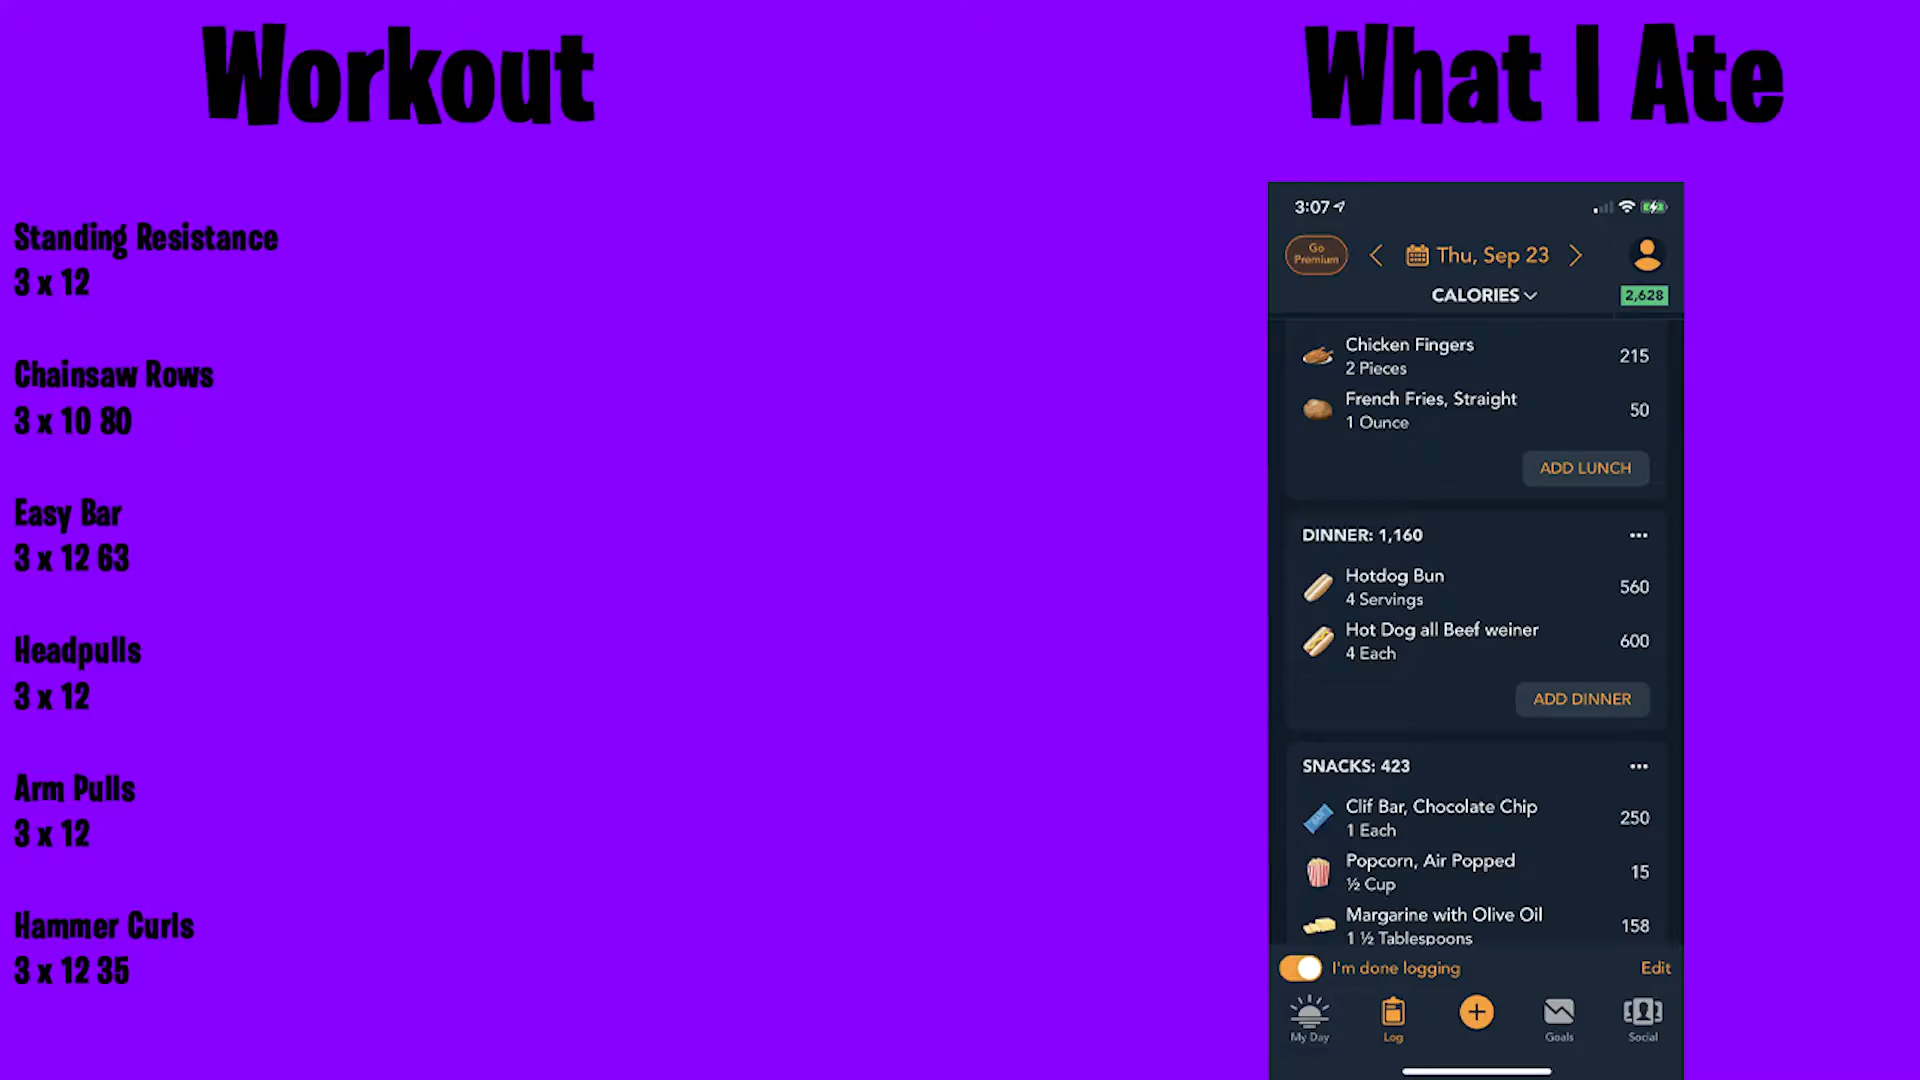 Workout
Standing Resistance
3 x 12
Chainsaw Rows
3 x 10 80
Easy Bar
3 x 12 63
Headpulls
3 x 12
Arm Pulls
3 x 12
Hammer Curls
3 x 12 35
What I Ate
3:07
Go
Premium
Thu, Sep 23
CALORIES
2,628
Chicken Fingers 215
2 Pieces
French Fries, Straight 50
1 Ounce
ADD LUNCH
DINNER: 1,160
Hotdog Bun 560
4 Servings
Hot Dog all Beef weiner 600
4 Each
ADD DINNER
SNACKS: 423
Clif Bar, Chocolate Chip 250
1 Each
Popcorn, Air Popped 15
½ Cup
Margarine with Olive Oil 158
1 ½ Tablespoons
I'm done logging Edit
My Day Log Goals Social